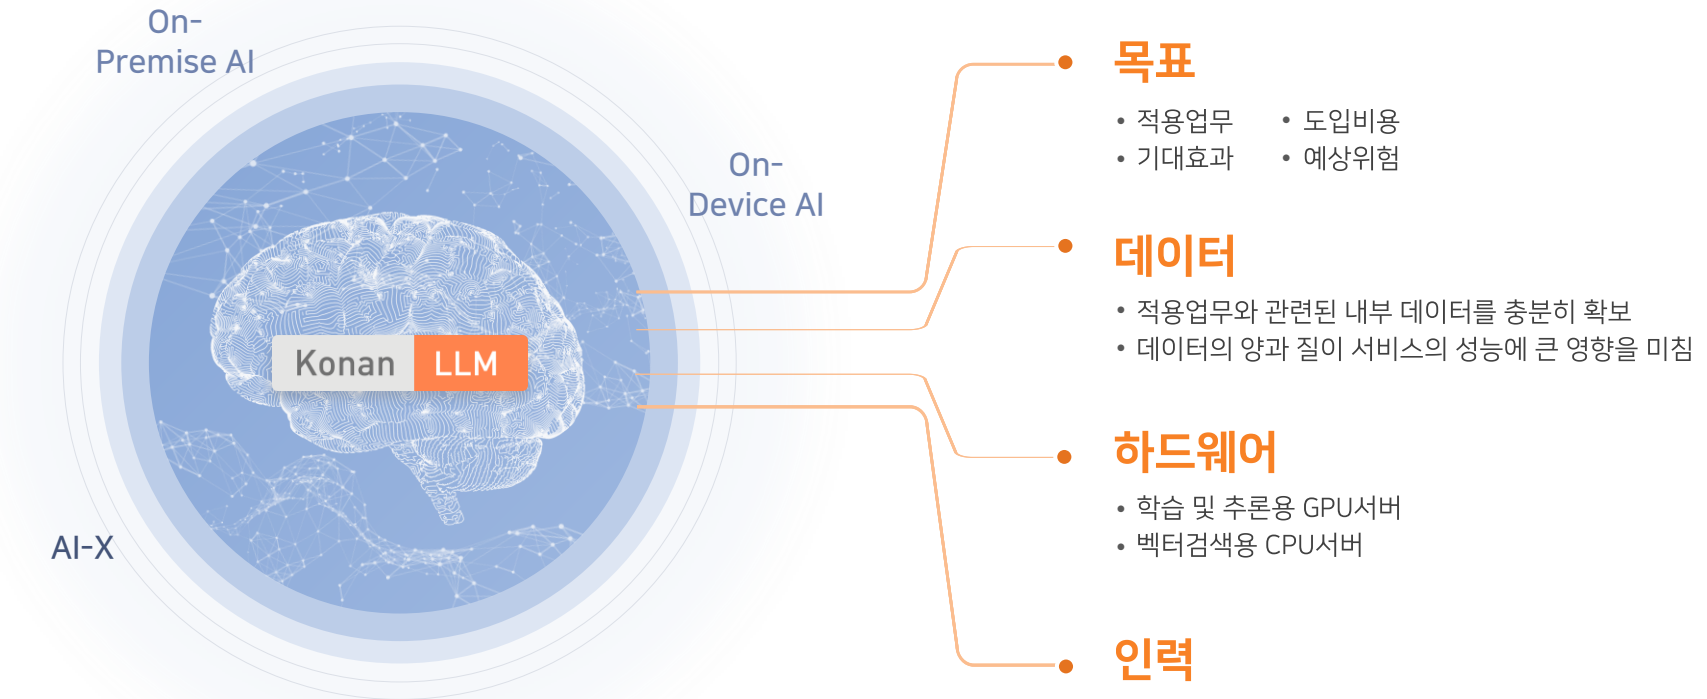 On-
Premise AI
On-
Device AI
Konan LLM
AI-X
목표
• 적용업무 • 도입비용
• 기대효과 • 예상위험
데이터
• 적용업무와 관련된 내부 데이터를 충분히 확보
• 데이터의 양과 질이 서비스의 성능에 큰 영향을 미침
하드웨어
• 학습 및 추론용 GPU서버
• 벡터검색용 CPU서버
인력